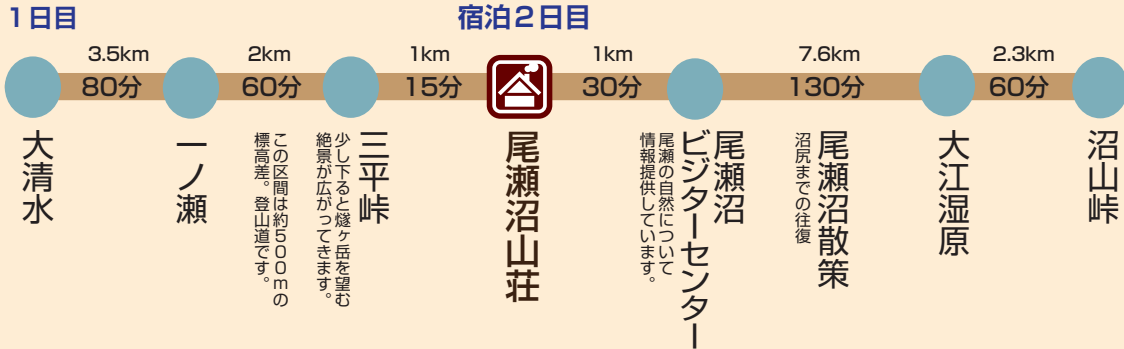 1日目
宿泊2日目
3.5km
2km
1km
1km
7.6km
2.3km
80分
60分
15分
30分
130分
60分
大清水
一ノ瀬
この区間は約500mの
標高差。登山道です。
三平峠
少し下ると燧ヶ岳を望む
絶景が広がってきます。
尾瀬沼山荘
尾瀬沼
ビジターセンター
尾瀬の自然について
情報提供しています。
尾瀬沼散策
沼尻までの往復
大江湿原
沼山峠